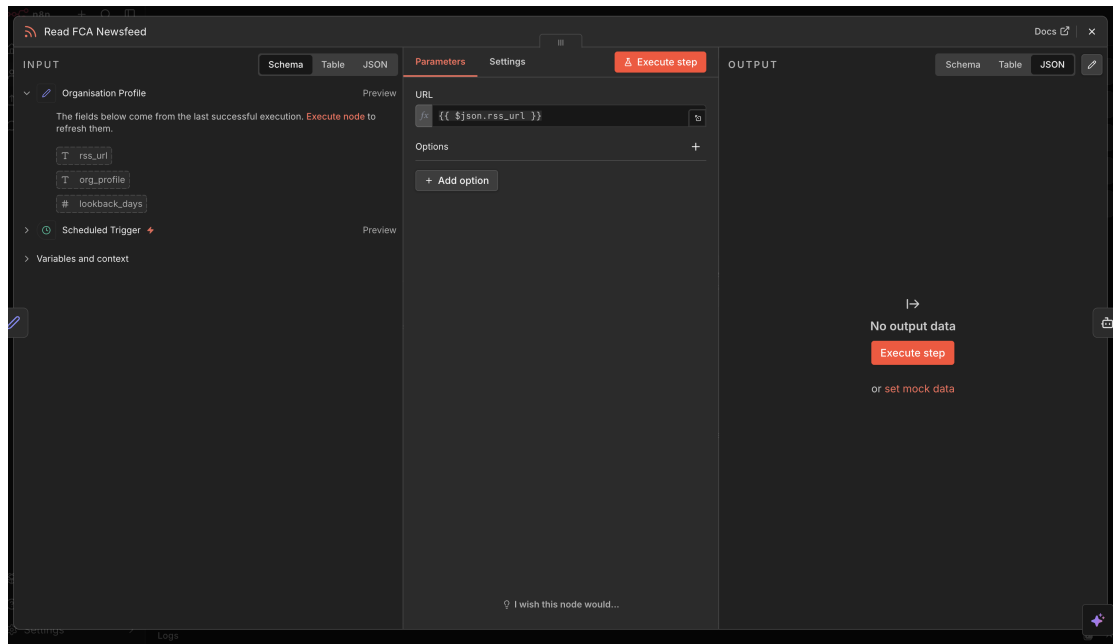 n8n
Read FCA Newsfeed
Docs
INPUT
Schema Table JSON
Organisation Profile
Preview
The fields below come from the last successful execution. Execute node to
refresh them.
T rss_url
T org_profile
# lookback_days
Scheduled Trigger
Preview
Variables and context
Parameters Settings
Execute step
URL
fx {{ $json.rss_url }}
Options
+ Add option
I wish this node would...
OUTPUT
Schema Table JSON
No output data
Execute step
or set mock data
Settings
Logs